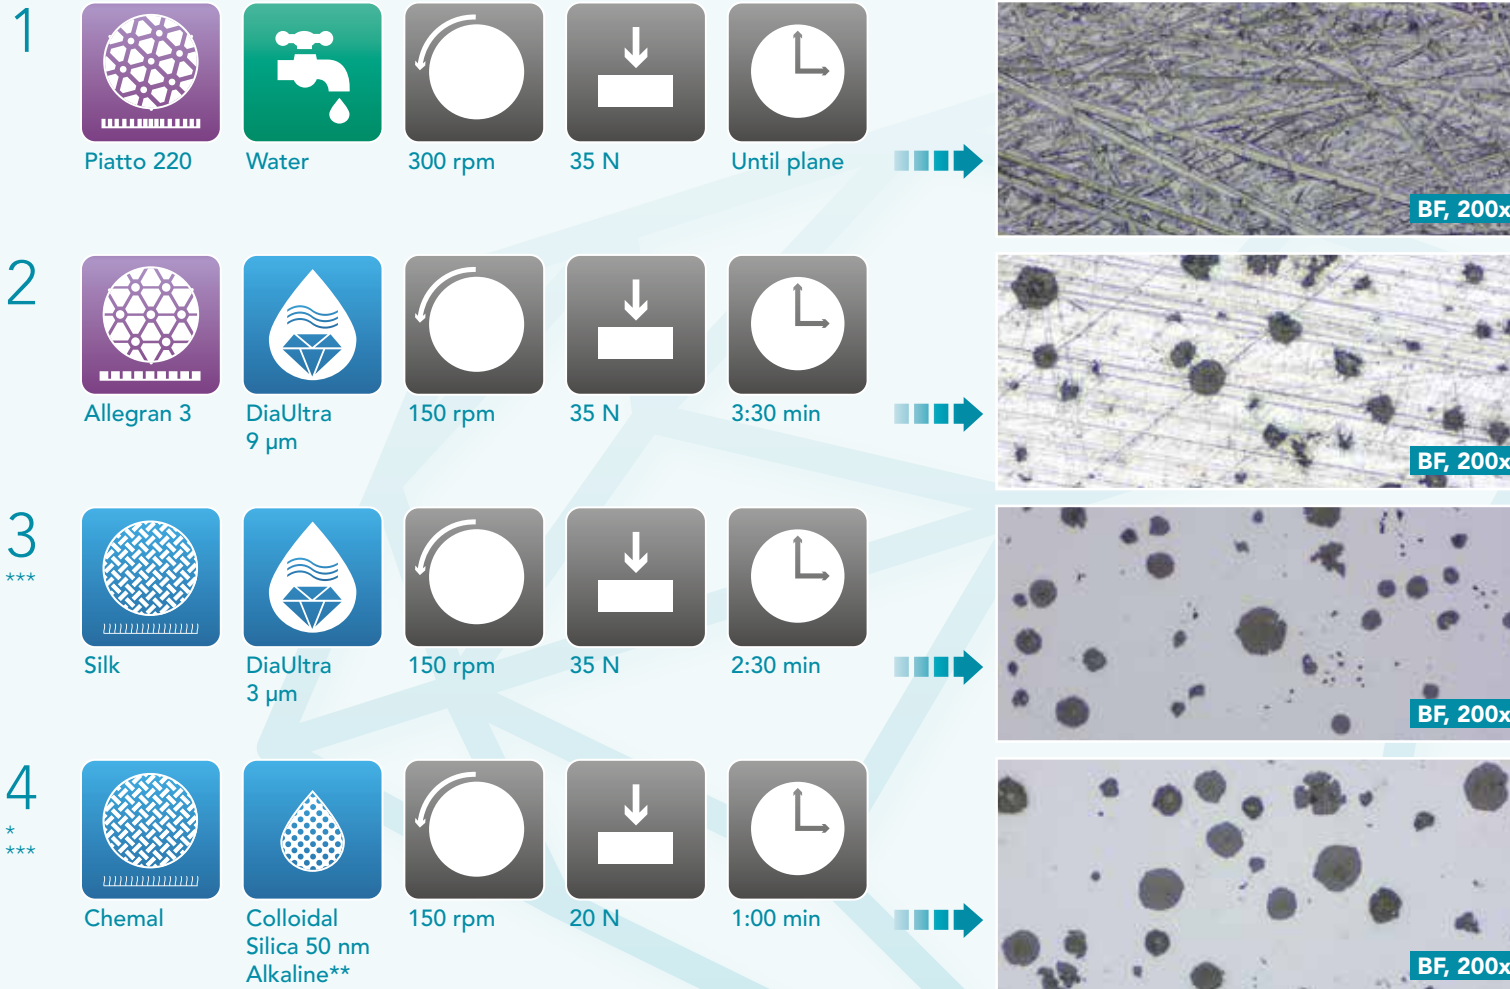 1
Piatto 220
Water
300 rpm
35 N
Until plane
BF, 200x
2
Allegran 3
DiaUltra
9 µm
150 rpm
35 N
3:30 min
BF, 200x
3
***
Silk
DiaUltra
3 µm
150 rpm
35 N
2:30 min
BF, 200x
4
*
***
Chemal
Colloidal
Silica 50 nm
Alkaline**
150 rpm
20 N
1:00 min
BF, 200x